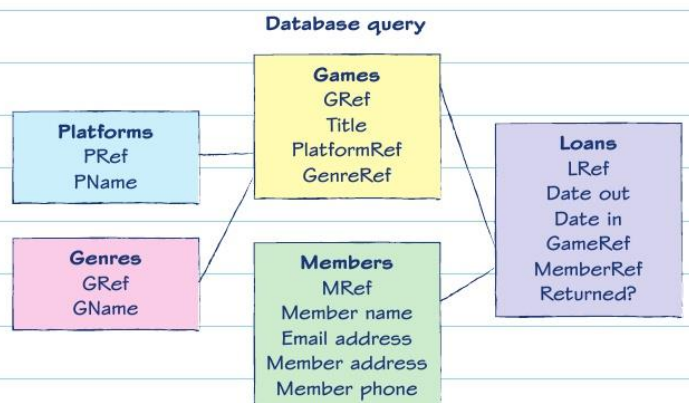 Database query
Games
GRef
Title
PlatformRef
GenreRef
Platforms
PRef
PName
Genres
GRef
GName
Members
MRef
Member name
Email address
Member address
Member phone
Loans
LRef
Date out
Date in
GameRef
MemberRef
Returned?